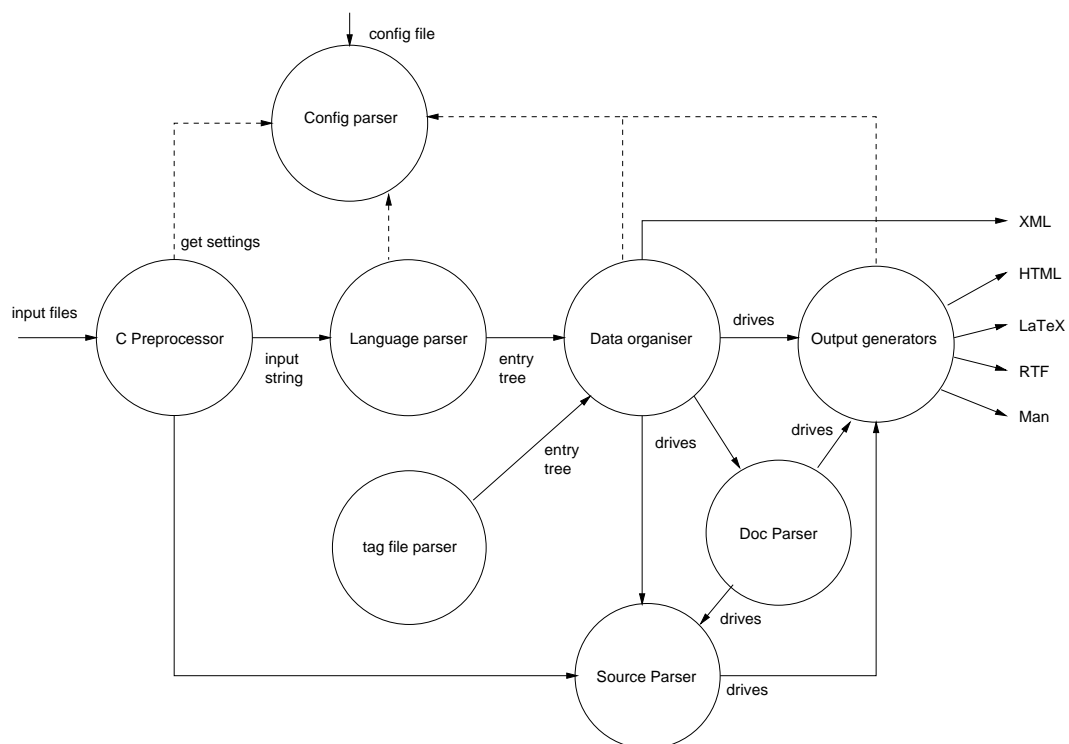 config file
Config parser
get settings
XML
HTML
input files
C Preprocessor
input
string
Language parser
entry
tree
Data organiser
drives
Output generators
LaTeX
RTF
Man
entry
tree
drives
drives
tag file parser
Doc Parser
drives
Source Parser
drives